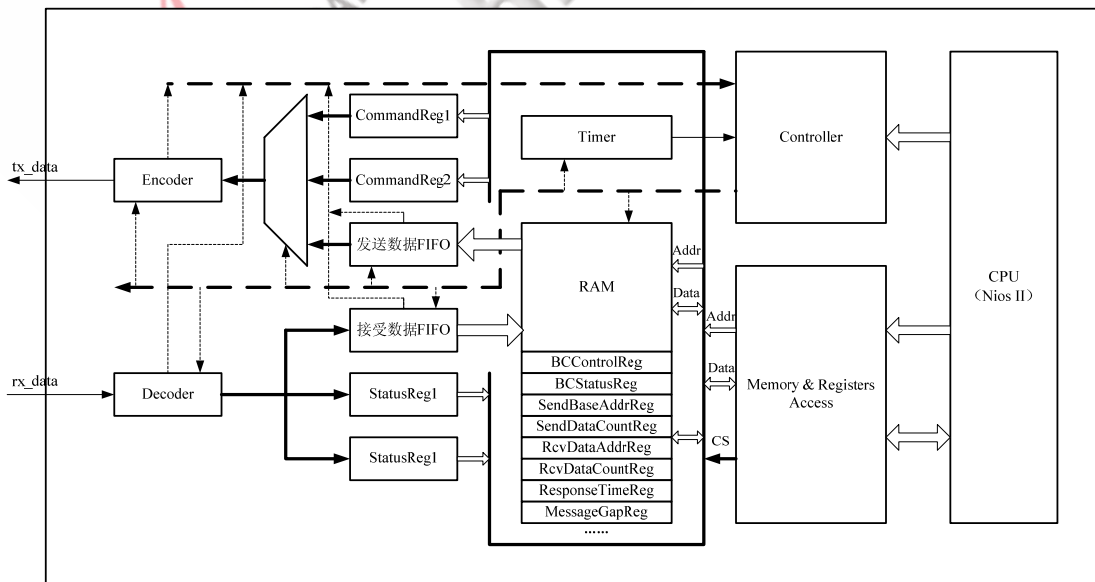 CommandReg1
Timer
Controller
tx_data
Encoder
CommandReg2
发送数据FIFO
Addr
RAM
Data
CPU
（Nios II）
Addr
接受数据FIFO
BCControlReg
Data
rx_data
Decoder
StatusReg1
BCStatusReg
Memory & Registers
Access
SendBaseAddrReg
SendDataCountReg
CS
RcvDataAddrReg
StatusReg1
RcvDataCountReg
ResponseTimeReg
MessageGapReg
……